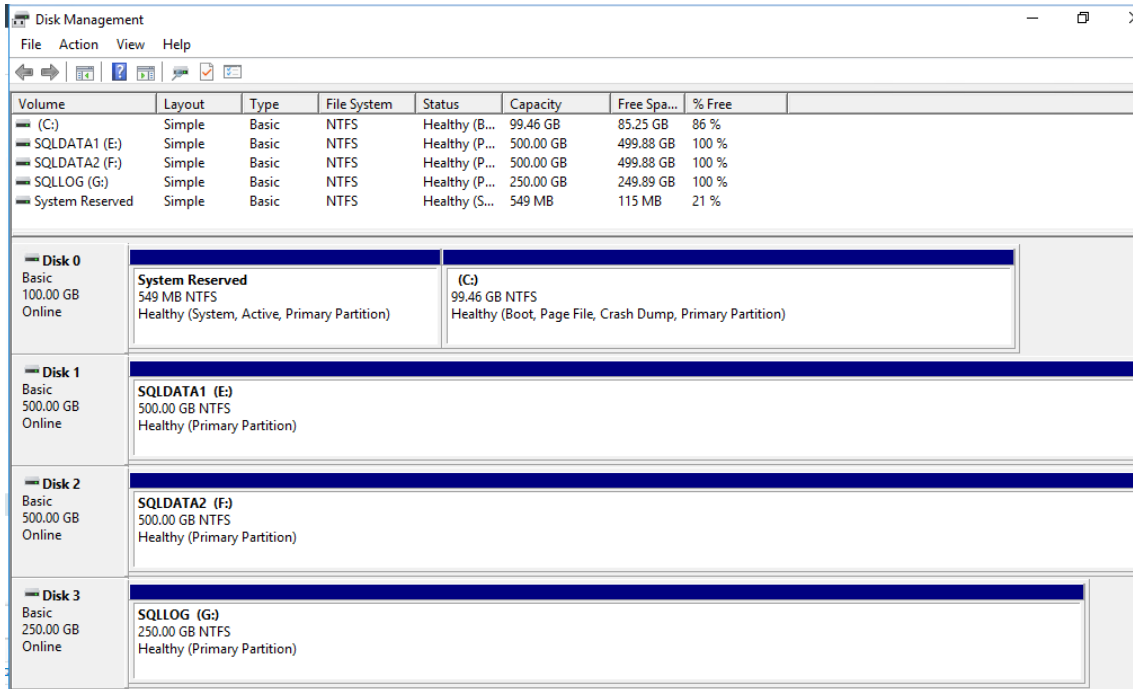 Disk Management
File Action View Help
Volume Layout Type File System Status Capacity Free Spa... % Free
(C:) Simple Basic NTFS Healthy (B... 99.46 GB 85.25 GB 86 %
SQLDATA1 (E:) Simple Basic NTFS Healthy (P... 500.00 GB 499.88 GB 100 %
SQLDATA2 (F:) Simple Basic NTFS Healthy (P... 500.00 GB 499.88 GB 100 %
SQLLOG (G:) Simple Basic NTFS Healthy (P... 250.00 GB 249.89 GB 100 %
System Reserved Simple Basic NTFS Healthy (S... 549 MB 115 MB 21 %
Disk 0
Basic
100.00 GB
Online
System Reserved
549 MB NTFS
Healthy (System, Active, Primary Partition)
(C:)
99.46 GB NTFS
Healthy (Boot, Page File, Crash Dump, Primary Partition)
Disk 1
Basic
500.00 GB
Online
SQLDATA1 (E:)
500.00 GB NTFS
Healthy (Primary Partition)
Disk 2
Basic
500.00 GB
Online
SQLDATA2 (F:)
500.00 GB NTFS
Healthy (Primary Partition)
Disk 3
Basic
250.00 GB
Online
SQLLOG (G:)
250.00 GB NTFS
Healthy (Primary Partition)